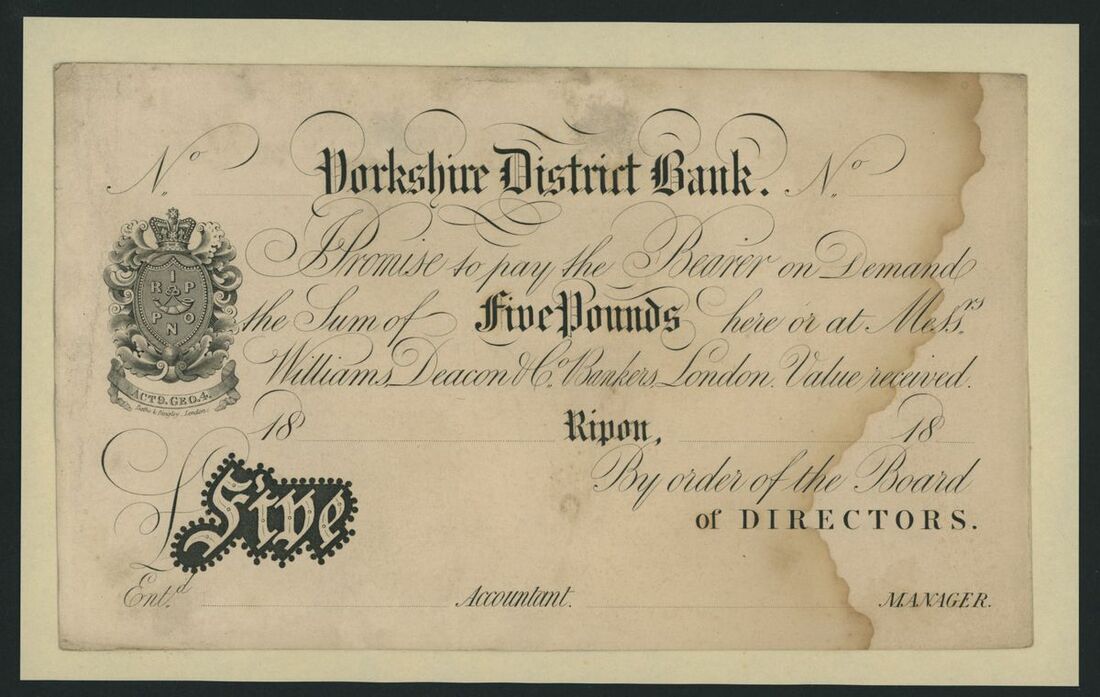 No Yorkshire District Bank. No
I Promise to pay the Bearer on Demand
the Sum of Five Pounds here or at Messrs
Williams, Deacon & Co. Bankers, London. Value received.
I
R P
P O
N
ACT 9. GEO. 4.
London
18 Ripon, 18
By order of the Board
of DIRECTORS.
£ Five
Ent.d Accountant. MANAGER.